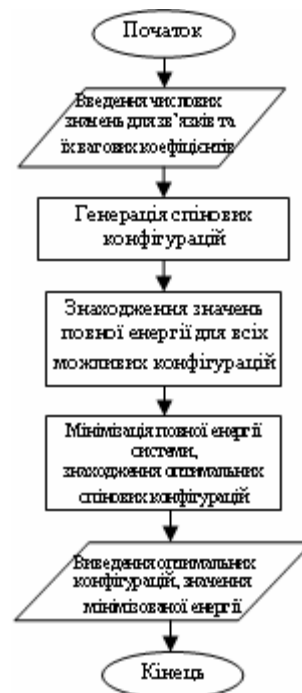 Початок
Введення числових
значень для зв’язків та
їх вагових коефіцієнтів
Генерація спінових
конфігурацій
Знаходження значень
повної енергії для всіх
можливих конфігурацій
Мінімізація повної енергії
системи,
знаходження оптимальних
спінових конфігурацій
Виведення оптимальних
конфігурацій, значення
мінімізованої енергії
Кінець